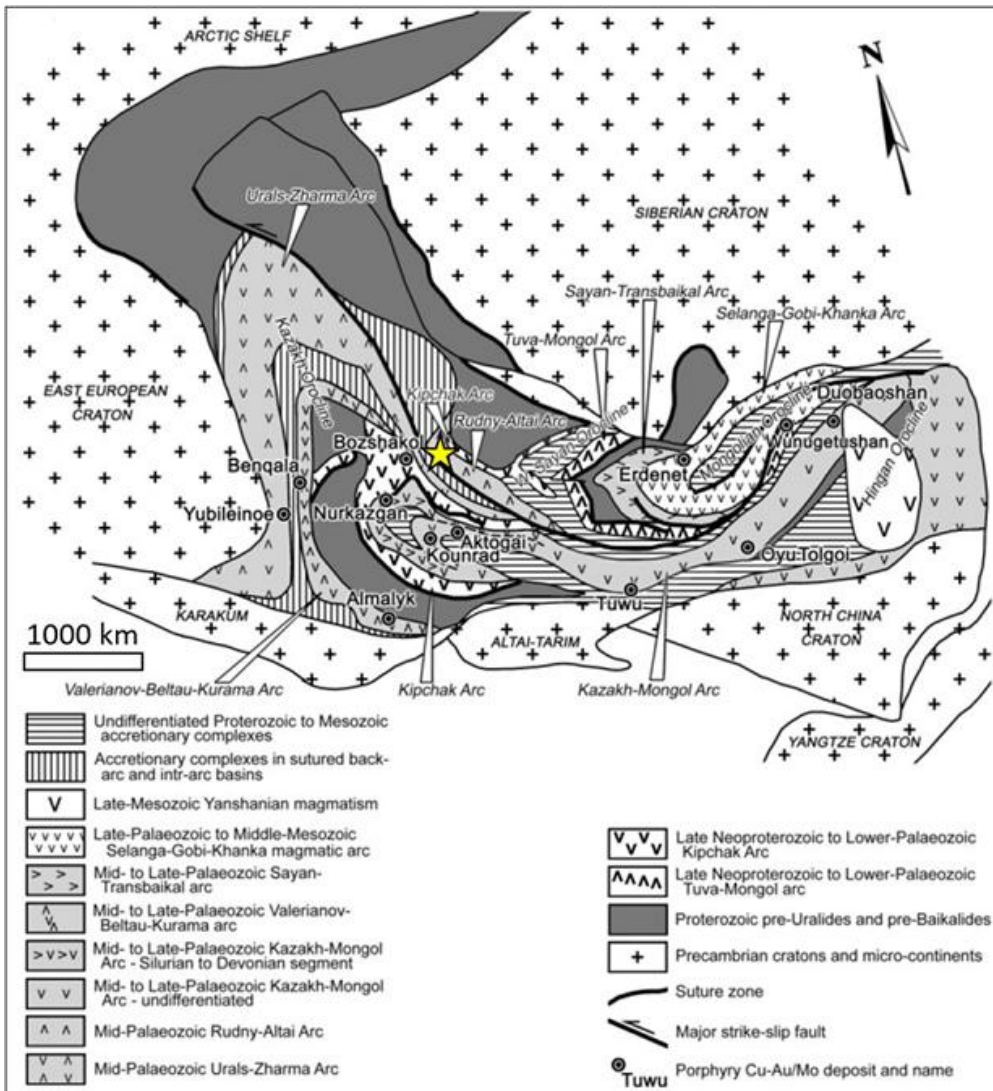 ARCTIC SHELF
N
Urals-Zharma Arc
SIBERIAN CRATON
Sayan-Transbaikal Arc
Selanga-Gobi-Khanka Arc
Tuva-Mongol Arc
Kazakh Orocline
EAST EUROPEAN
CRATON
Kipchak Arc
Rudny-Altai Arc
Sayan Orocline
Mongolian Orocline
Duobaoshan
Wunugetushan
Hingan Orocline
Bozshakol
Erdenet
Benqala
Yubileinoe
Nurkazgan
Aktogai
Kounrad
OyuTolgoi
Almalyk
Tuwu
KARAKUM
ALTAI-TARIM
NORTH CHINA
CRATON
1000 km
Valerianov-Beltau-Kurama Arc
Kipchak Arc
Kazakh-Mongol Arc
YANGTZE CRATON
Undifferentiated Proterozoic to Mesozoic
accretionary complexes
Accretionary complexes in sutured back-
arc and intr-arc basins
Late-Mesozoic Yanshanian magmatism
Late-Palaeozoic to Middle-Mesozoic
Selanga-Gobi-Khanka magmatic arc
Mid- to Late-Palaeozoic Sayan-
Transbaikal arc
Mid- to Late-Palaeozoic Valerianov-
Beltau-Kurama arc
Mid- to Late-Palaeozoic Kazakh-Mongol
Arc - Silurian to Devonian segment
Mid- to Late-Palaeozoic Kazakh-Mongol
Arc - undifferentiated
Mid-Palaeozoic Rudny-Altai Arc
Mid-Palaeozoic Urals-Zharma Arc
Late Neoproterozoic to Lower-Palaeozoic
Kipchak Arc
Late Neoproterozoic to Lower-Palaeozoic
Tuva-Mongol arc
Proterozoic pre-Uralides and pre-Baikalides
Precambrian cratons and micro-continents
Suture zone
Major strike-slip fault
Porphyry Cu-Au/Mo deposit and name
Tuwu